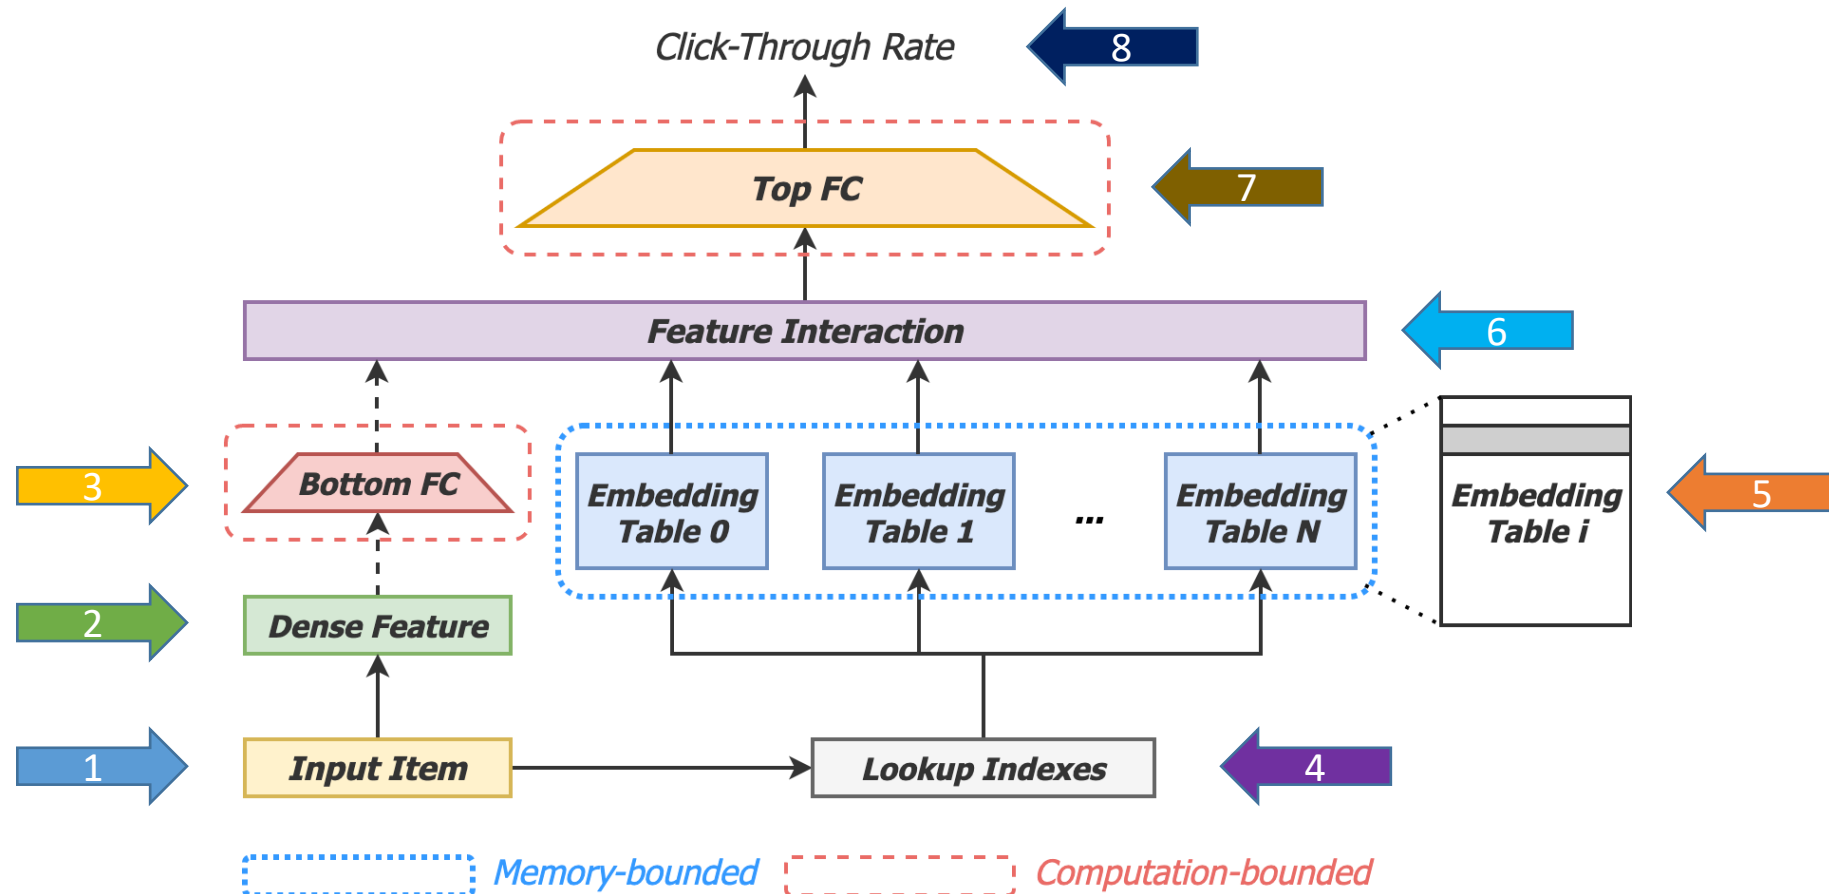 Click-Through Rate
8
Top FC
7
Feature Interaction
6
3
Bottom FC
Embedding
Table 0
Embedding
Table 1
...
Embedding
Table N
Embedding
Table i
5
2
Dense Feature
1
Input Item
Lookup Indexes
4
Memory-bounded
Computation-bounded